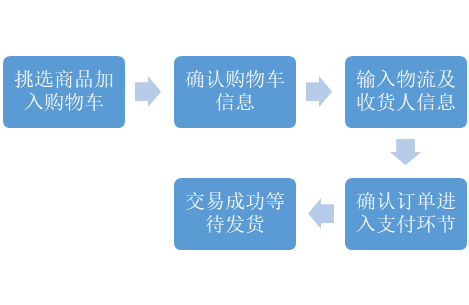 挑选商品加
入购物车
确认购物车
信息
输入物流及
收货人信息
确认订单进
入支付环节
交易成功等
待发货